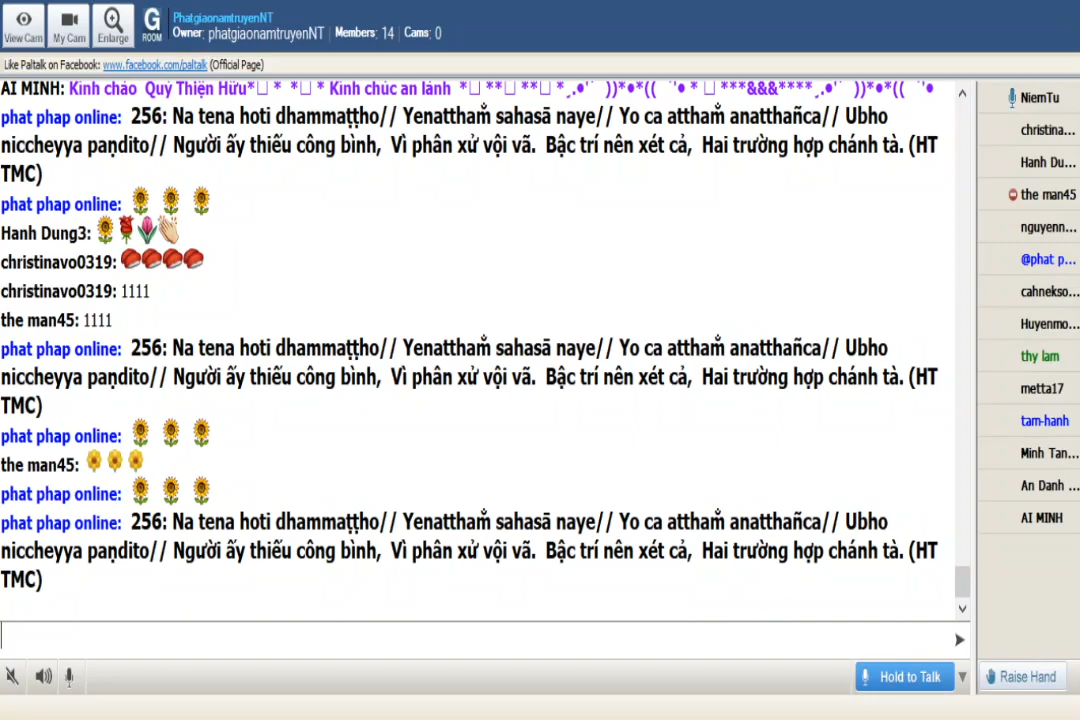 View Cam
My Cam
Enlarge
G
ROOM
PhatgiaonamtruyenNT
Owner: phatgiaonamtruyenNT Members: 14 Cams: 0
Like Paltalk on Facebook: www.facebook.com/paltalk (Official Page)
AI MINH: Kính chào Quý Thiện Hữu Kính chúc an lành
phat phap online: 256: Na tena hoti dhammaṭṭho// Yenatthaṁ sahasā naye// Yo ca atthaṁ anatthañca// Ubho
niccheyya paṇdito// Người ấy thiếu công bình, Vì phân xử vội vã. Bậc trí nên xét cả, Hai trường hợp chánh tà. (HT
TMC)
phat phap online:
Hanh Dung3:
christinavo0319:
christinavo0319: 1111
the man45: 1111
phat phap online: 256: Na tena hoti dhammaṭṭho// Yenatthaṁ sahasā naye// Yo ca atthaṁ anatthañca// Ubho
niccheyya paṇdito// Người ấy thiếu công bình, Vì phân xử vội vã. Bậc trí nên xét cả, Hai trường hợp chánh tà. (HT
TMC)
phat phap online:
the man45:
phat phap online:
phat phap online: 256: Na tena hoti dhammaṭṭho// Yenatthaṁ sahasā naye// Yo ca atthaṁ anatthañca// Ubho
niccheyya paṇdito// Người ấy thiếu công bình, Vì phân xử vội vã. Bậc trí nên xét cả, Hai trường hợp chánh tà. (HT
TMC)
Hold to Talk
NiemTu
christina...
Hanh Du...
the man45
nguyenn...
@phat p...
cahnekso...
Huyenmo...
thy lam
metta17
tam-hanh
Minh Tan...
An Danh ...
AI MINH
Raise Hand